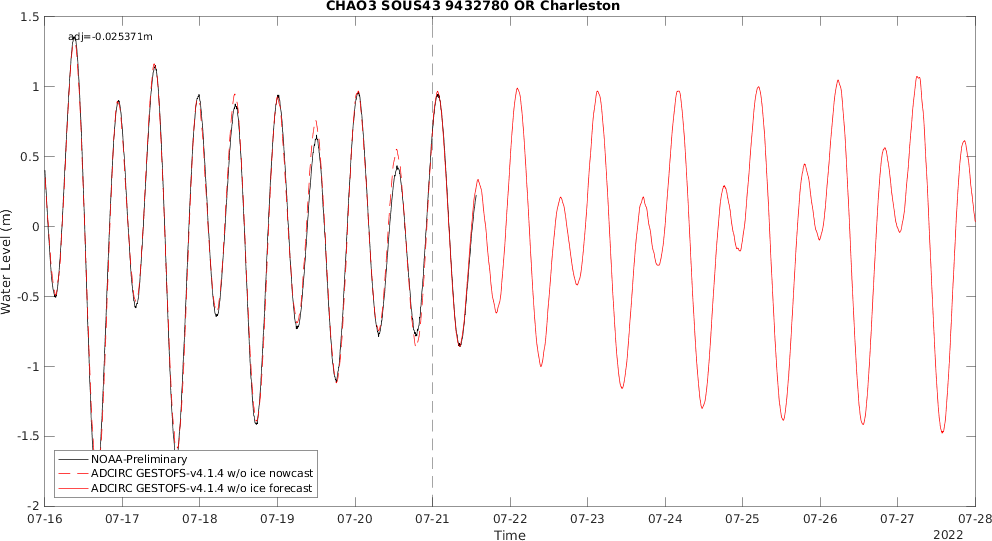 CHAO3 SOUS43 9432780 OR Charleston
adj=-0.025371m
1.5
1
0.5
0
-0.5
-1
-1.5
-2
Water Level (m)
NOAA-Preliminary
ADCIRC GESTOFS-v4.1.4 w/o ice nowcast
ADCIRC GESTOFS-v4.1.4 w/o ice forecast
07-16 07-17 07-18 07-19 07-20 07-21 07-22 07-23 07-24 07-25 07-26 07-27 07-28
Time
2022